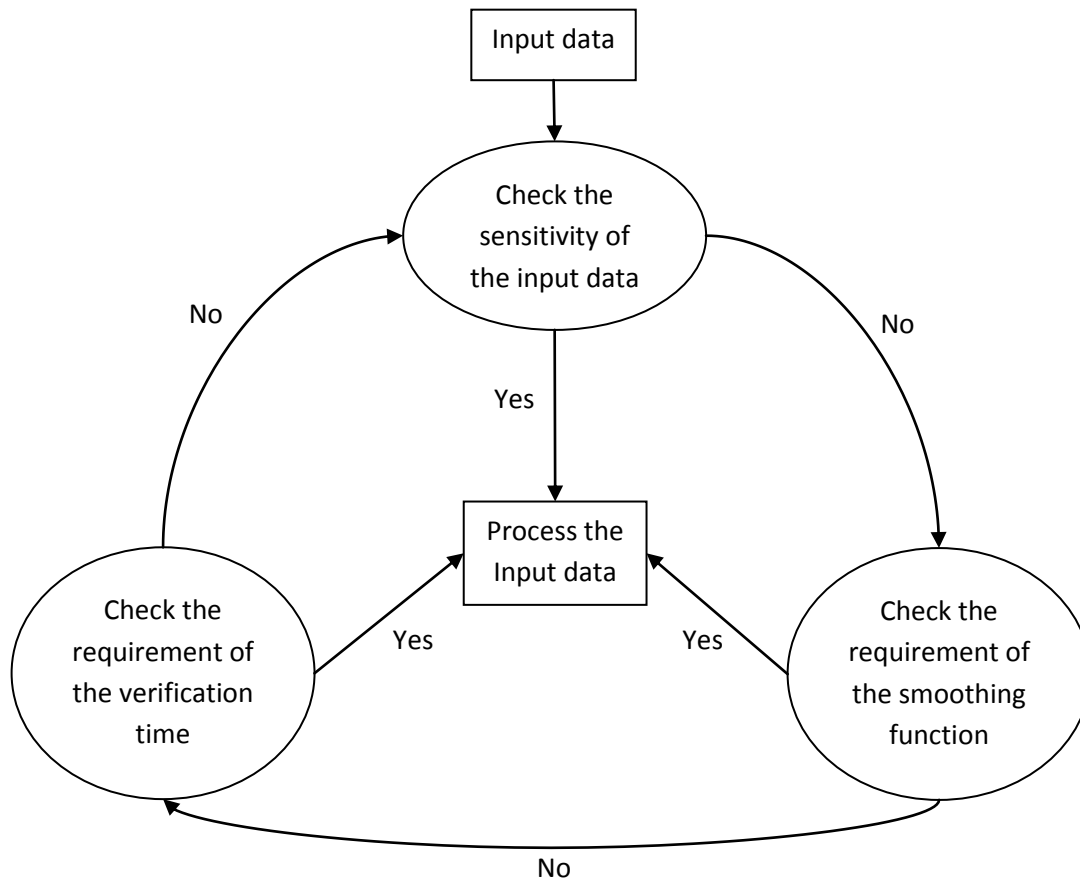 Input data
Check the
sensitivity of
the input data
No
No
Yes
Process the
Input data
Check the
requirement of
the verification
time
Yes
Yes
Check the
requirement of
the smoothing
function
No